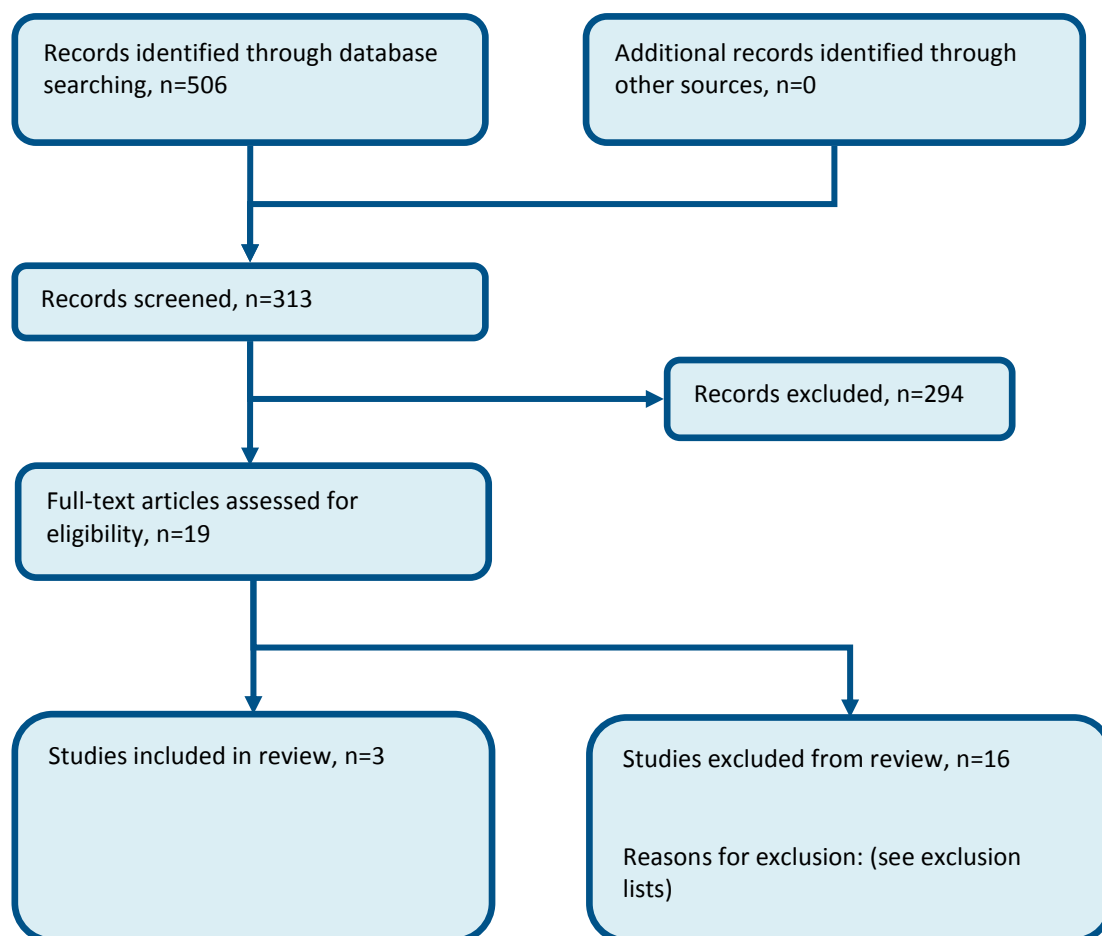 Records identified through database
searching, n=506
Additional records identified through
other sources, n=0
Records screened, n=313
Records excluded, n=294
Full-text articles assessed for
eligibility, n=19
Studies included in review, n=3
Studies excluded from review, n=16
Reasons for exclusion: (see exclusion
lists)